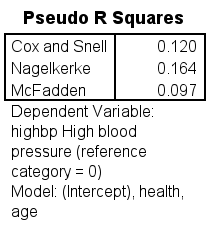 Pseudo R Squares
Cox and Snell 0.120
Nagelkerke 0.164
McFadden 0.097
Dependent Variable:
highbp High blood
pressure (reference
category = 0)
Model: (Intercept), health,
age